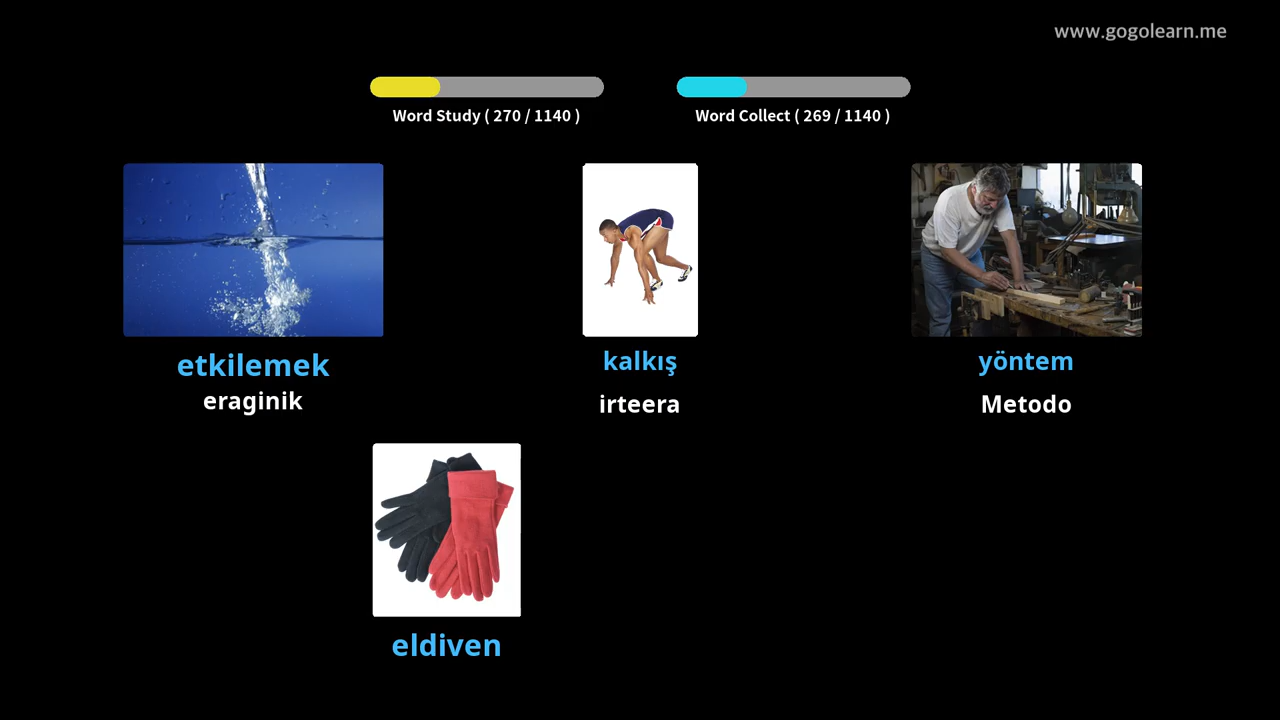 www.gogolearn.me
Word Study ( 270 / 1140 )
Word Collect ( 269 / 1140 )
etkilemek
eraginik
kalkış
irteera
yöntem
Metodo
eldiven